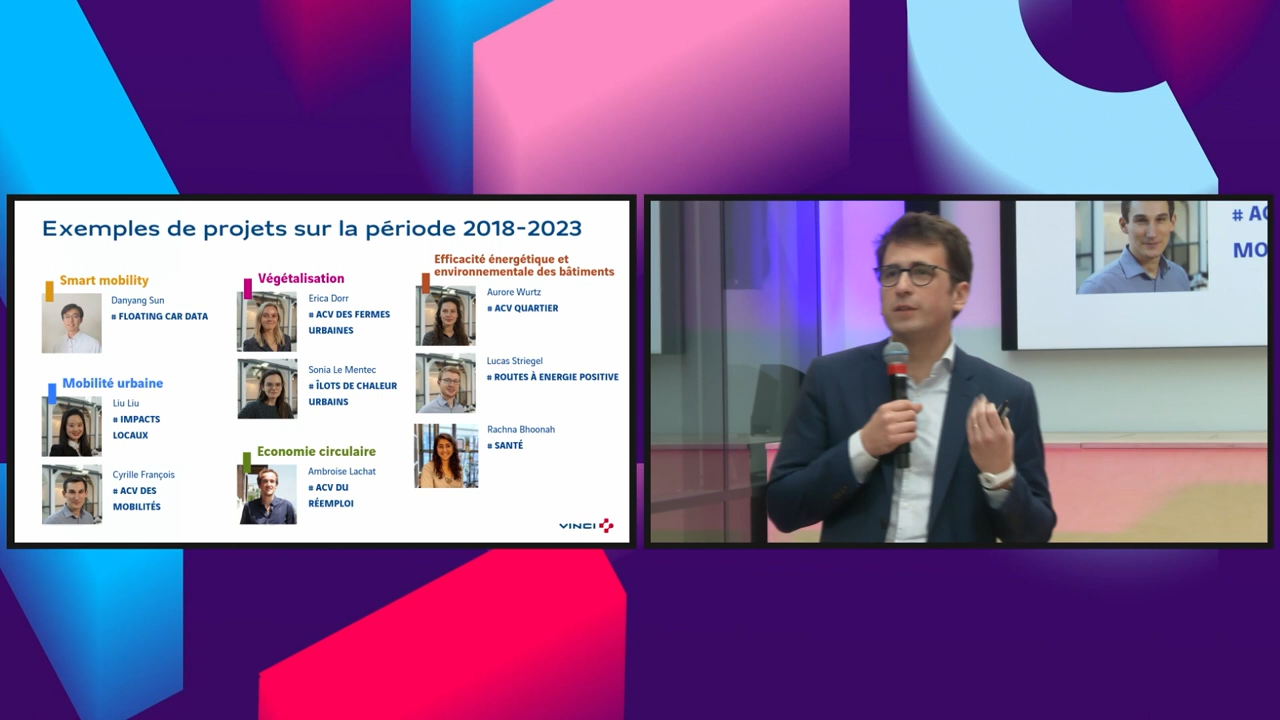 Exemples de projets sur la période 2018-2023
Smart mobility
Danyang Sun
# FLOATING CAR DATA
Mobilité urbaine
Liu Liu
# IMPACTS
LOCAUX
Cyrille François
# ACV DES
MOBILITÉS
Végétalisation
Erica Dorr
# ACV DES FERMES
URBAINES
Sonia Le Mentec
# ÎLOTS DE CHALEUR
URBAINS
Economie circulaire
Ambroise Lachat
# ACV DU
RÉEMPLOI
Efficacité énergétique et
environnementale des bâtiments
Aurore Wurtz
# ACV QUARTIER
Lucas Striegel
# ROUTES À ENERGIE POSITIVE
Rachna Bhoonah
# SANTÉ
VINCI
# AC
MO